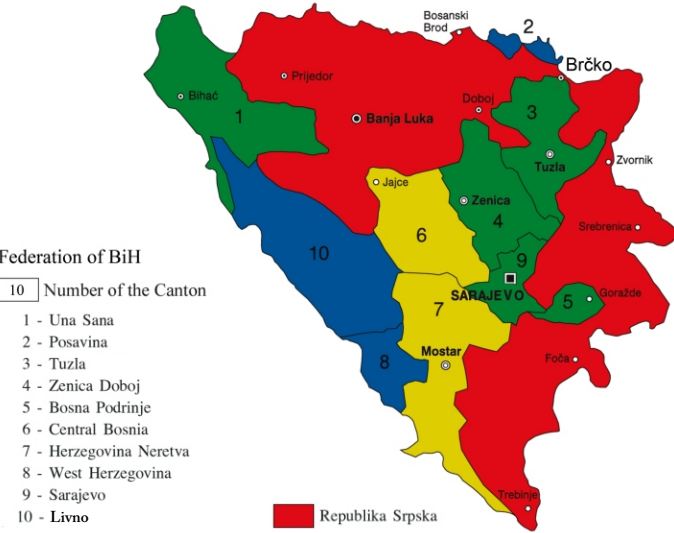 Bosanski
Brod
2
Brčko
Prijedor
Bihać
1
Banja Luka
Doboj
3
Tuzla
Zvornik
Jajce
Zenica
4
Srebrenica
6
10
9
SARAJEVO
5
Goražde
7
Mostar
8
Foča
Trebinje
Federation of BiH
10 Number of the Canton
1 - Una Sana
2 - Posavina
3 - Tuzla
4 - Zenica Doboj
5 - Bosna Podrinje
6 - Central Bosnia
7 - Herzegovina Neretva
8 - West Herzegovina
9 - Sarajevo
10 - Livno
Republika Srpska